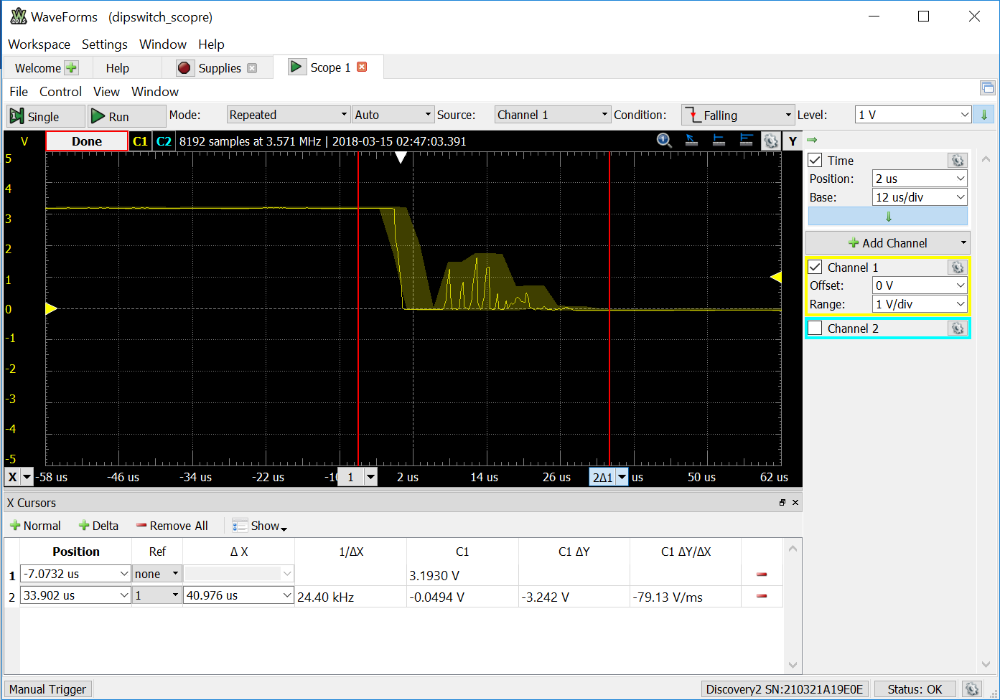 WaveForms (dipswitch_scopre)
Workspace Settings Window Help
Welcome Help Supplies Scope 1
File Control View Window
Single Run Mode: Repeated Auto Source: Channel 1 Condition: Falling Level: 1 V
V Done C1 C2 8192 samples at 3.571 MHz | 2018-03-15 02:47:03.391 Y
5
4
3
2
1
0
-1
-2
-3
-4
-5
X -58 us -46 us -34 us -22 us -10 1 2 us 14 us 26 us 2Δ1 us 50 us 62 us
Time
Position: 2 us
Base: 12 us/div
Add Channel
Channel 1
Offset: 0 V
Range: 1 V/div
Channel 2
X Cursors
Normal Delta Remove All Show
Position Ref Δ X 1/ΔX C1 C1 ΔY C1 ΔY/ΔX
1 -7.0732 us none 3.1930 V
2 33.902 us 1 40.976 us 24.40 kHz -0.0494 V -3.242 V -79.13 V/ms
Manual Trigger Discovery2 SN:210321A19E0E Status: OK